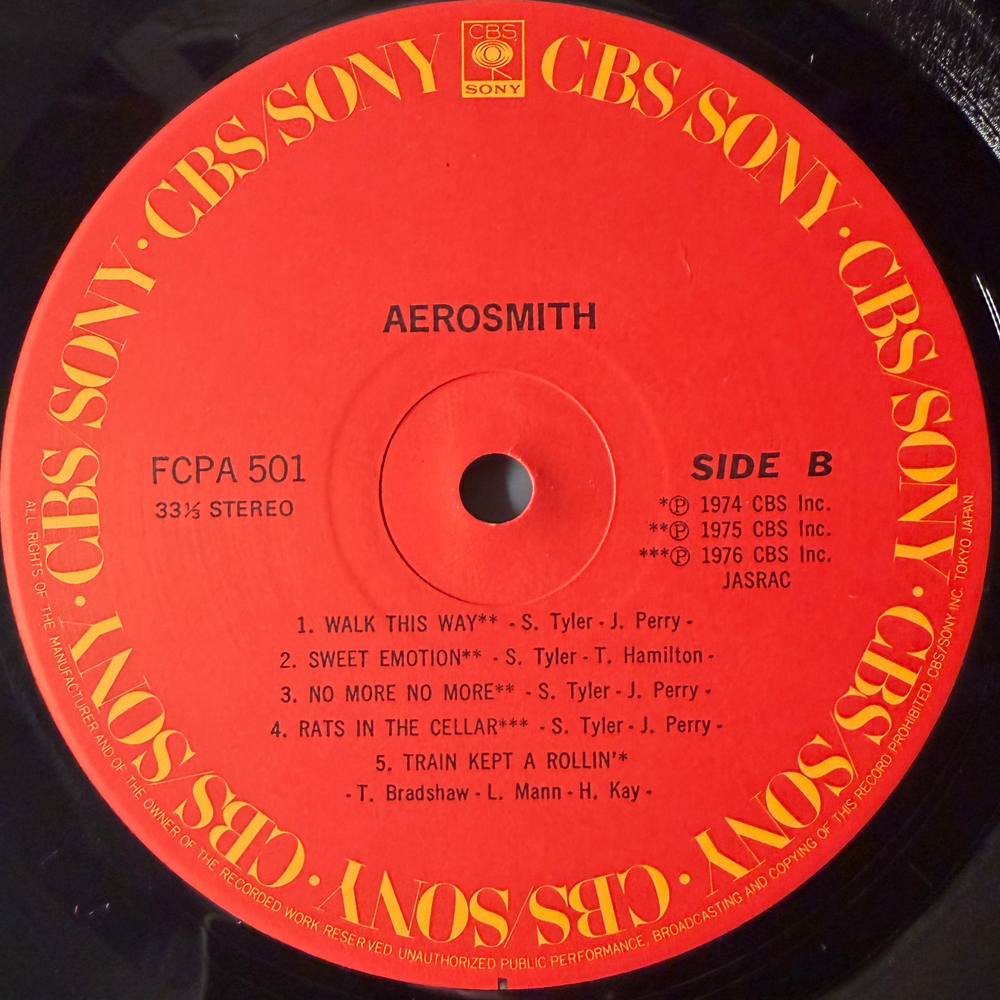 CBS
SONY
CBS/SONY · CBS/SONY · CBS/SONY · CBS/SONY · CBS/SONY · CBS/SONY · CBS/SONY · CBS/SONY
AEROSMITH
FCPA 501
33⅓ STEREO
SIDE B
*Ⓟ 1974 CBS Inc.
**Ⓟ 1975 CBS Inc.
***Ⓟ 1976 CBS Inc.
JASRAC
1. WALK THIS WAY** - S. Tyler - J. Perry -
2. SWEET EMOTION** - S. Tyler - T. Hamilton -
3. NO MORE NO MORE** - S. Tyler - J. Perry -
4. RATS IN THE CELLAR*** - S. Tyler - J. Perry -
5. TRAIN KEPT A ROLLIN'*
- T. Bradshaw - L. Mann - H. Kay -
ALL RIGHTS OF THE MANUFACTURER AND OF THE OWNER OF THE RECORDED WORK RESERVED. UNAUTHORIZED PUBLIC PERFORMANCE, BROADCASTING AND COPYING OF THIS RECORD PROHIBITED. CBS/SONY INC. TOKYO JAPAN